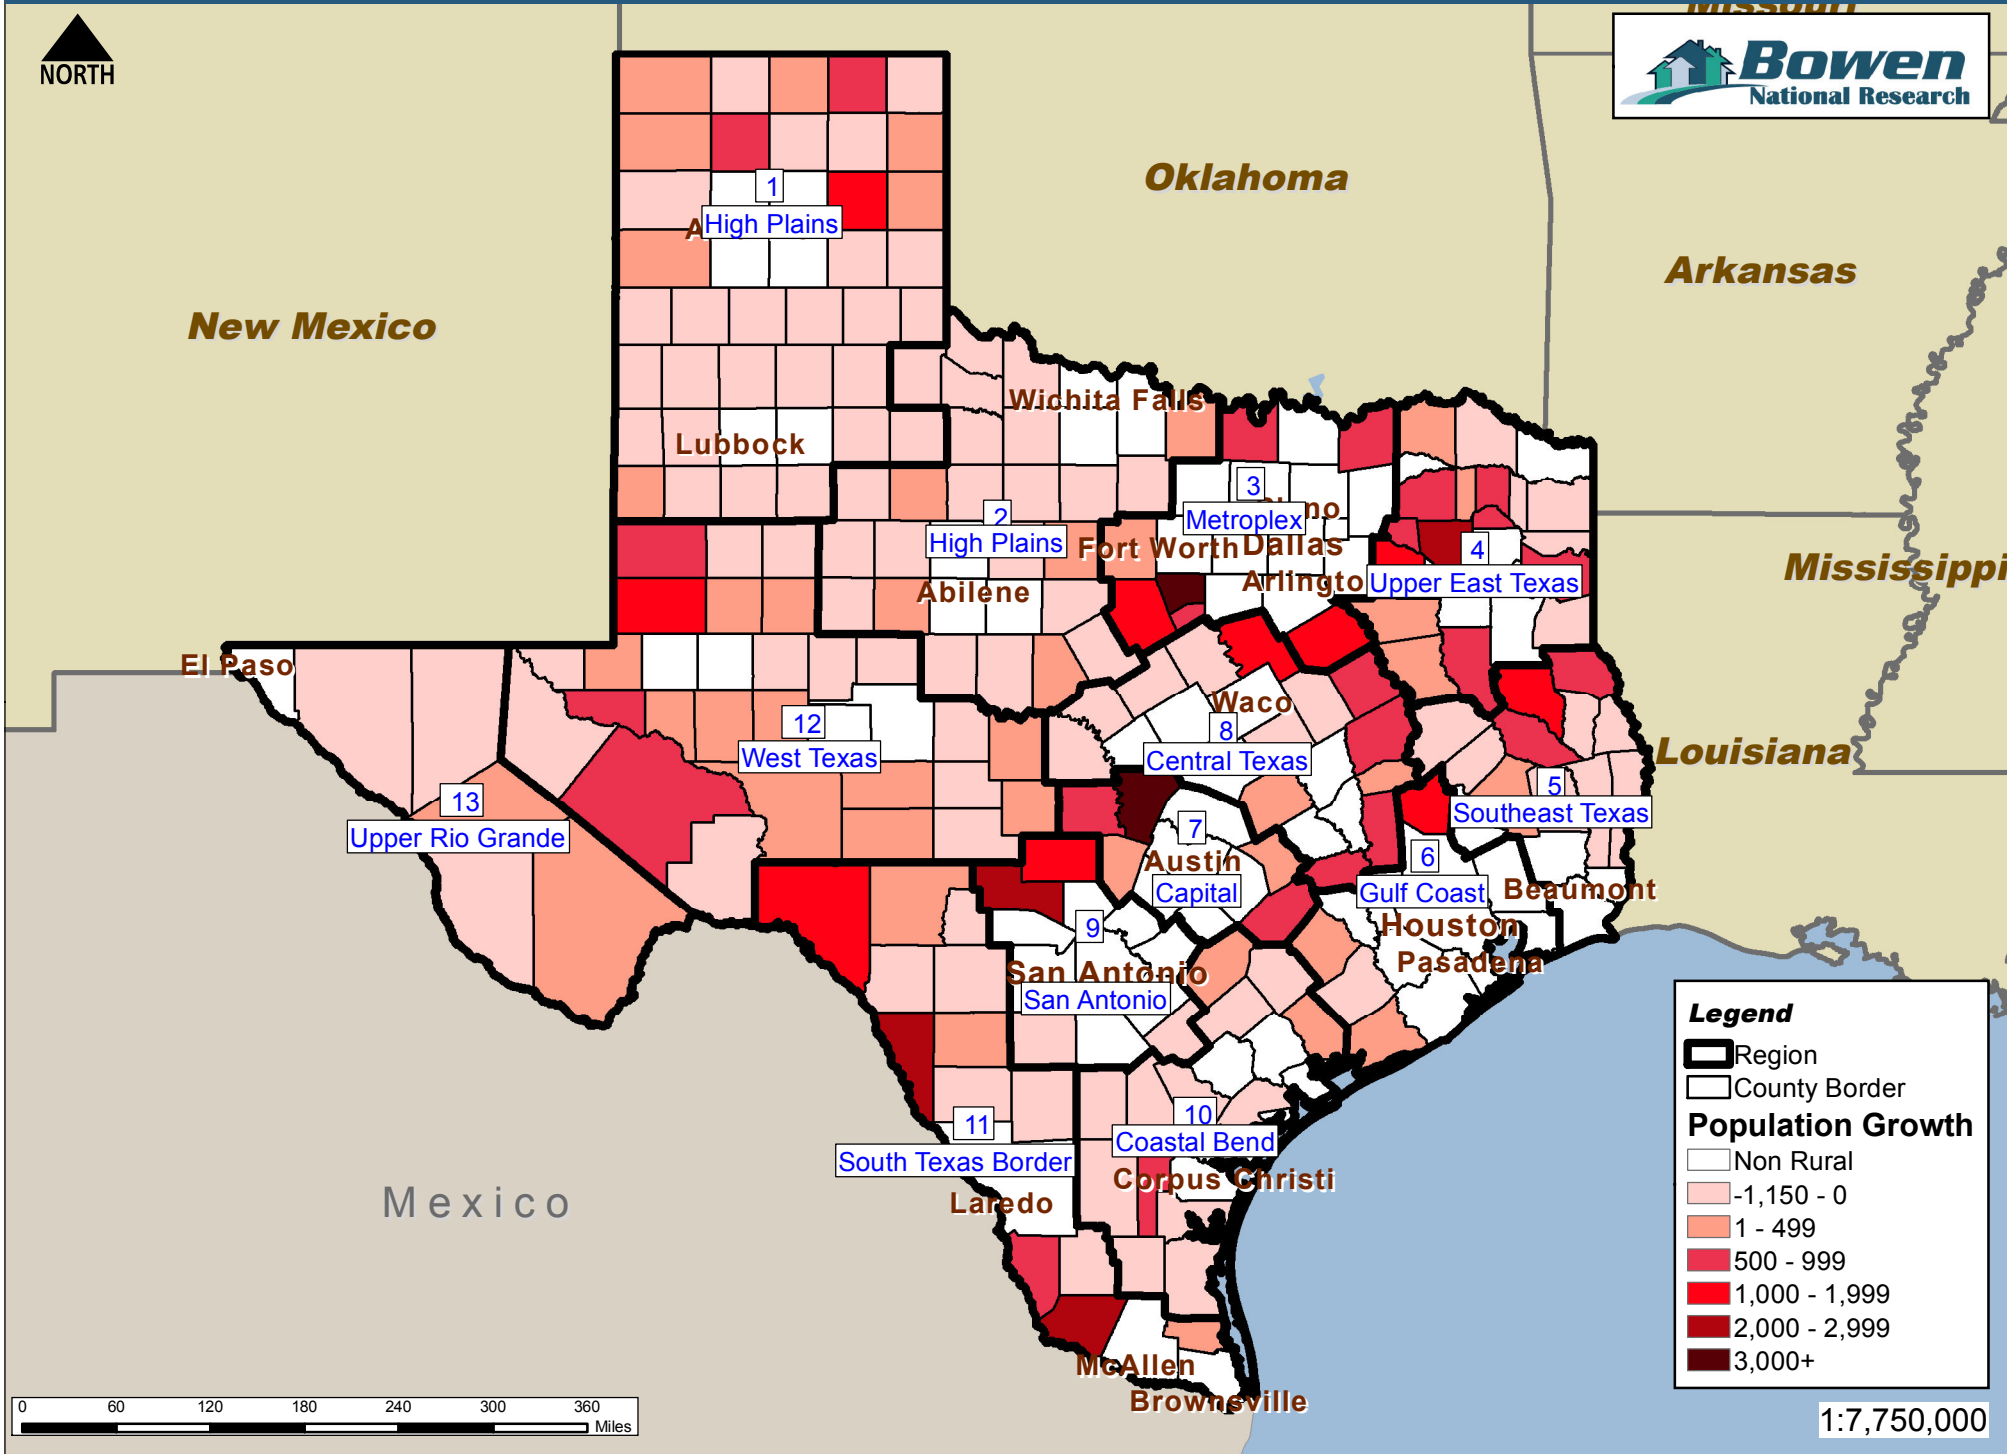 Missouri
NORTH
Bowen
National Research
Oklahoma
Arkansas
New Mexico
Mississippi
Louisiana
Mexico
1
High Plains
Lubbock
Wichita Falls
2
High Plains
Abilene
3
Metroplex
Fort Worth
Dallas
Arlingto
4
Upper East Texas
El Paso
12
West Texas
Waco
8
Central Texas
13
Upper Rio Grande
5
Southeast Texas
7
Austin
Capital
6
Gulf Coast
Beaumont
Houston
Pasadena
9
San Antonio
San Antonio
10
Coastal Bend
Corpus Christi
11
South Texas Border
Laredo
McAllen
Brownsville
Legend
Region
County Border
Population Growth
Non Rural
-1,150 - 0
1 - 499
500 - 999
1,000 - 1,999
2,000 - 2,999
3,000+
0 60 120 180 240 300 360
Miles
1:7,750,000